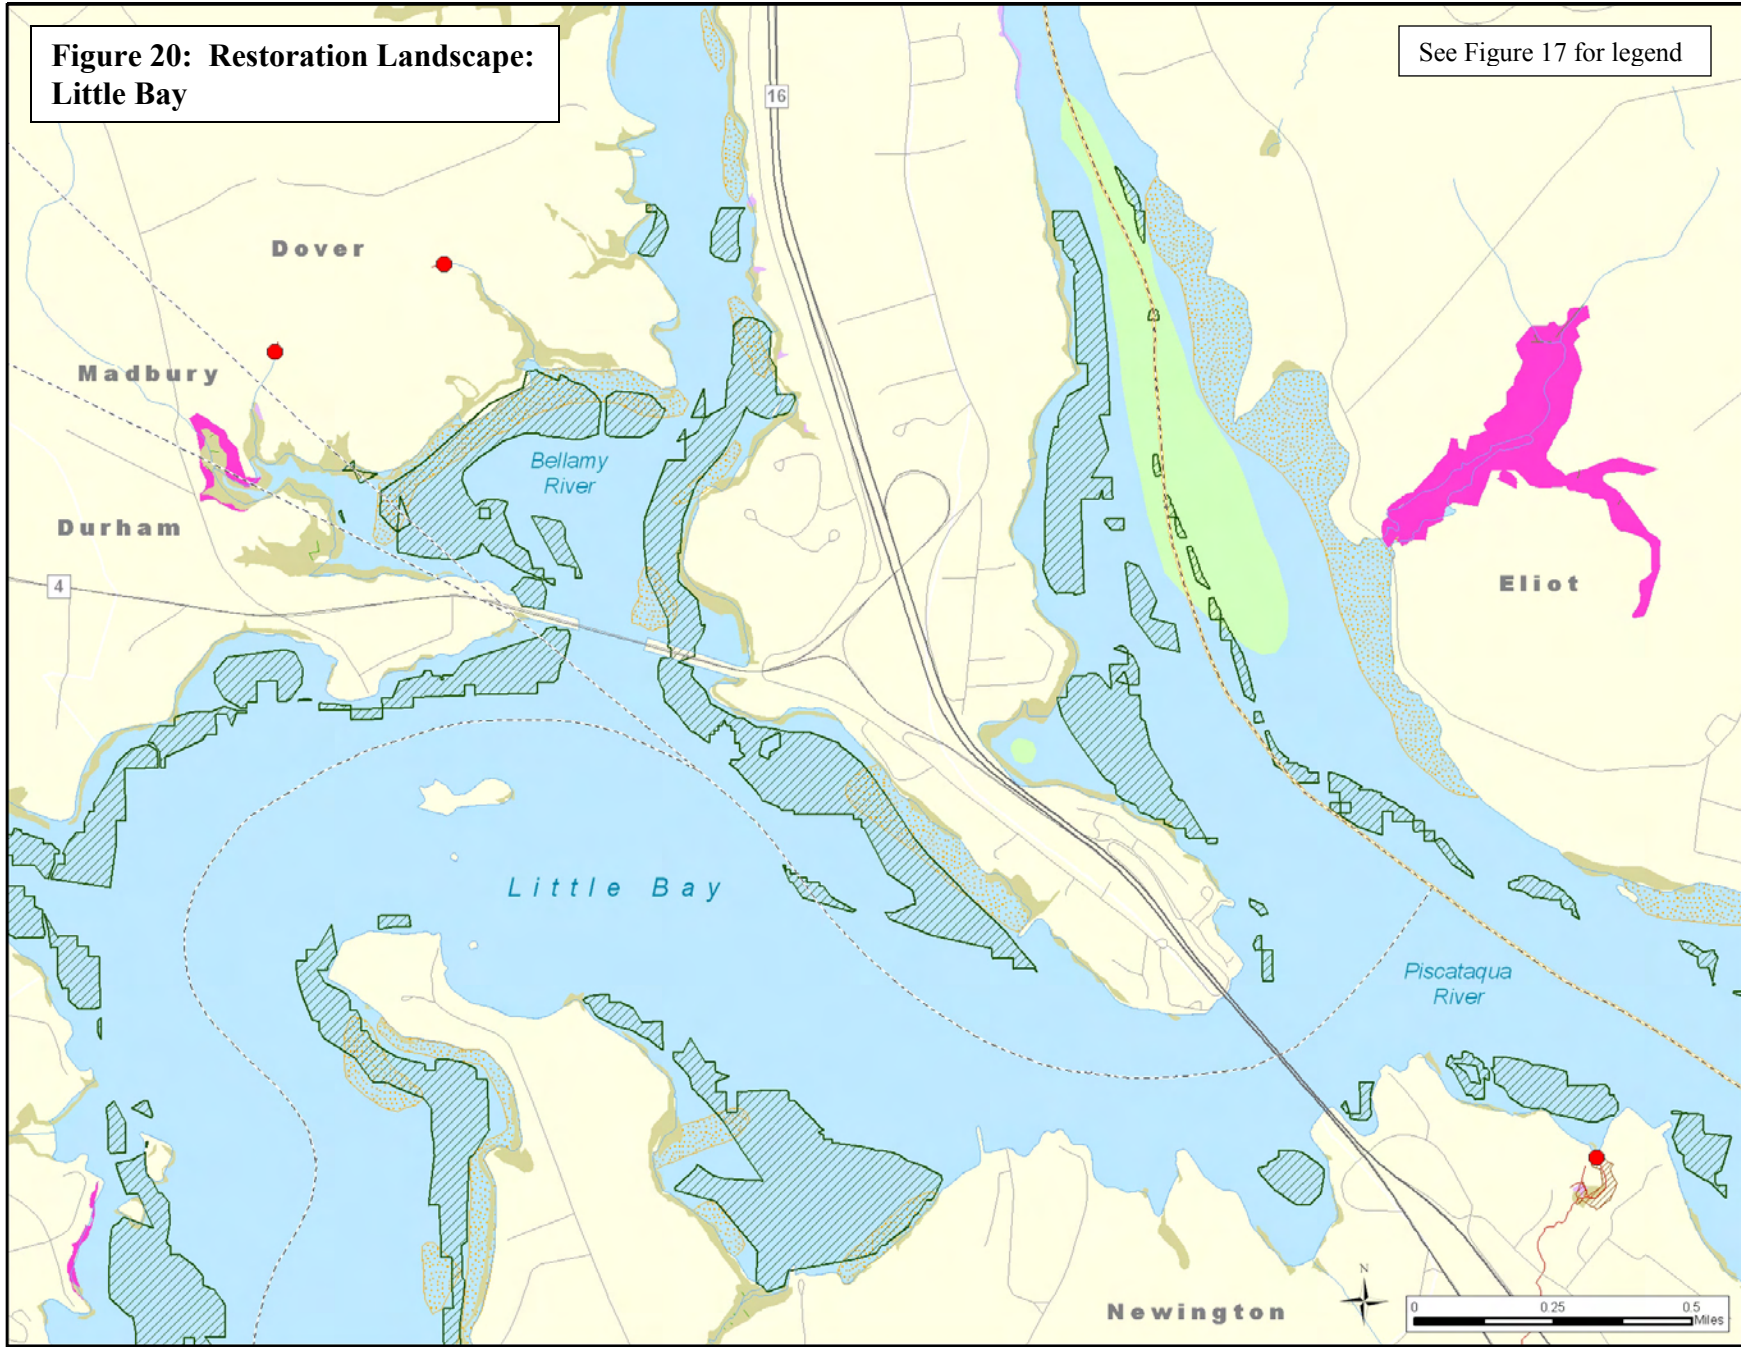 Figure 20: Restoration Landscape:
Little Bay
See Figure 17 for legend
16
Dover
Madbury
Bellamy
River
Durham
4
Eliot
Little Bay
Piscataqua
River
Newington
N
0 0.25 0.5
Miles